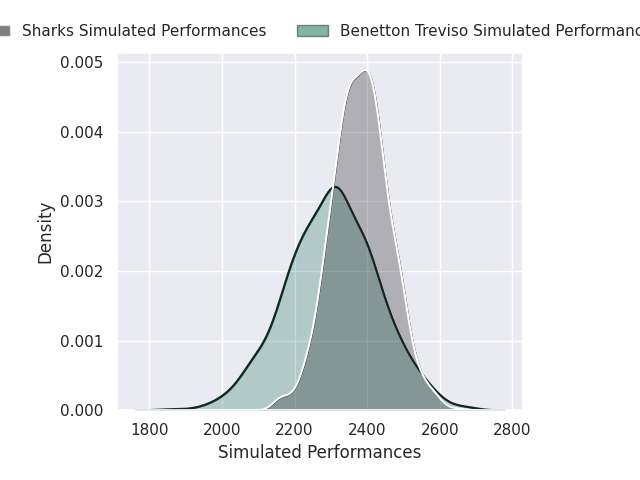 Sharks Simulated Performances Benetton Treviso Simulated
0.005
0.004
0.003
0.002
0.001
0.000
Density
1800 2000 2200 2400 2600 2800
Simulated Performances